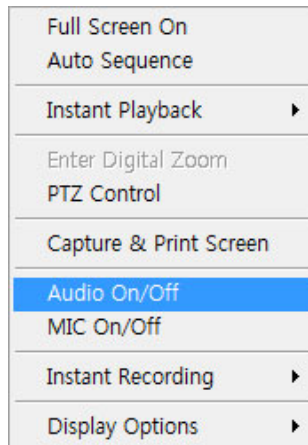 Full Screen On
Auto Sequence
Instant Playback
Enter Digital Zoom
PTZ Control
Capture & Print Screen
Audio On/Off
MIC On/Off
Instant Recording
Display Options